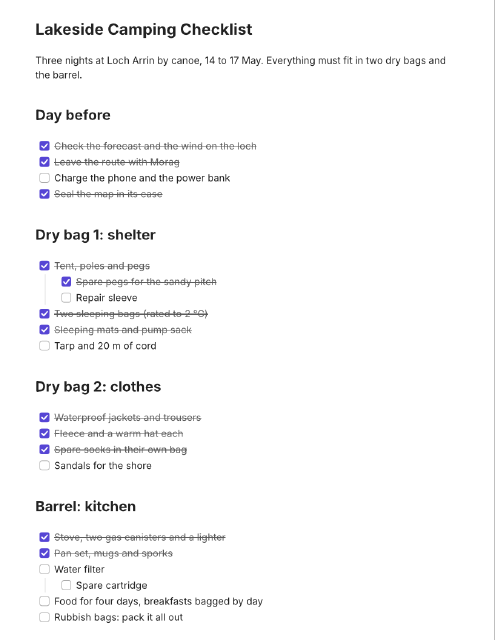 Lakeside Camping Checklist
Three nights at Loch Arrin by canoe, 14 to 17 May. Everything must fit in two dry bags and
the barrel.
Day before
Check the forecast and the wind on the loch
Leave the route with Morag
Charge the phone and the power bank
Seal the map in its case
Dry bag 1: shelter
Tent, poles and pegs
Spare pegs for the sandy pitch
Repair sleeve
Two sleeping bags (rated to 2 °C)
Sleeping mats and pump sack
Tarp and 20 m of cord
Dry bag 2: clothes
Waterproof jackets and trousers
Fleece and a warm hat each
Spare socks in their own bag
Sandals for the shore
Barrel: kitchen
Stove, two gas canisters and a lighter
Pan set, mugs and sporks
Water filter
Spare cartridge
Food for four days, breakfasts bagged by day
Rubbish bags: pack it all out